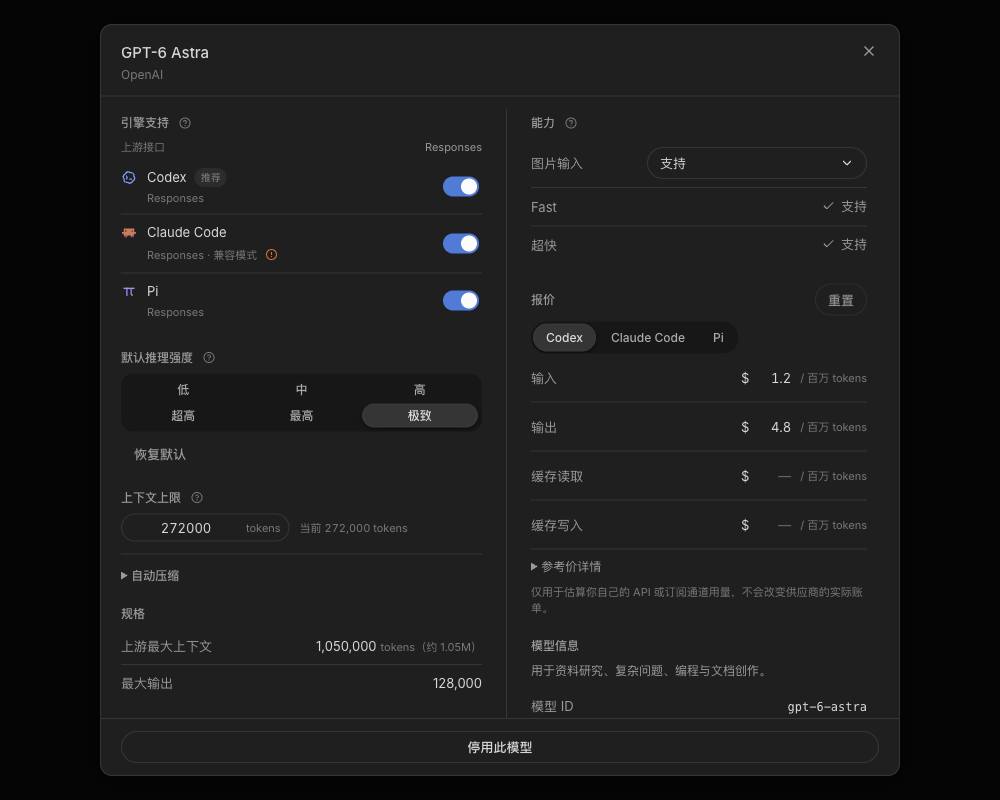 GPT-6 Astra
OpenAI
引擎支持
上游接口 Responses
Codex 推荐
Responses
Claude Code
Responses · 兼容模式
Pi
Responses
默认推理强度
低 中 高
超高 最高 极致
恢复默认
上下文上限
272000 tokens 当前 272,000 tokens
自动压缩
规格
上游最大上下文 1,050,000 tokens（约 1.05M）
最大输出 128,000
能力
图片输入 支持
Fast 支持
超快 支持
报价 重置
Codex Claude Code Pi
输入 $ 1.2 / 百万 tokens
输出 $ 4.8 / 百万 tokens
缓存读取 $ — / 百万 tokens
缓存写入 $ — / 百万 tokens
参考价详情
仅用于估算你自己的 API 或订阅通道用量，不会改变供应商的实际账
单。
模型信息
用于资料研究、复杂问题、编程与文档创作。
模型 ID gpt-6-astra
停用此模型